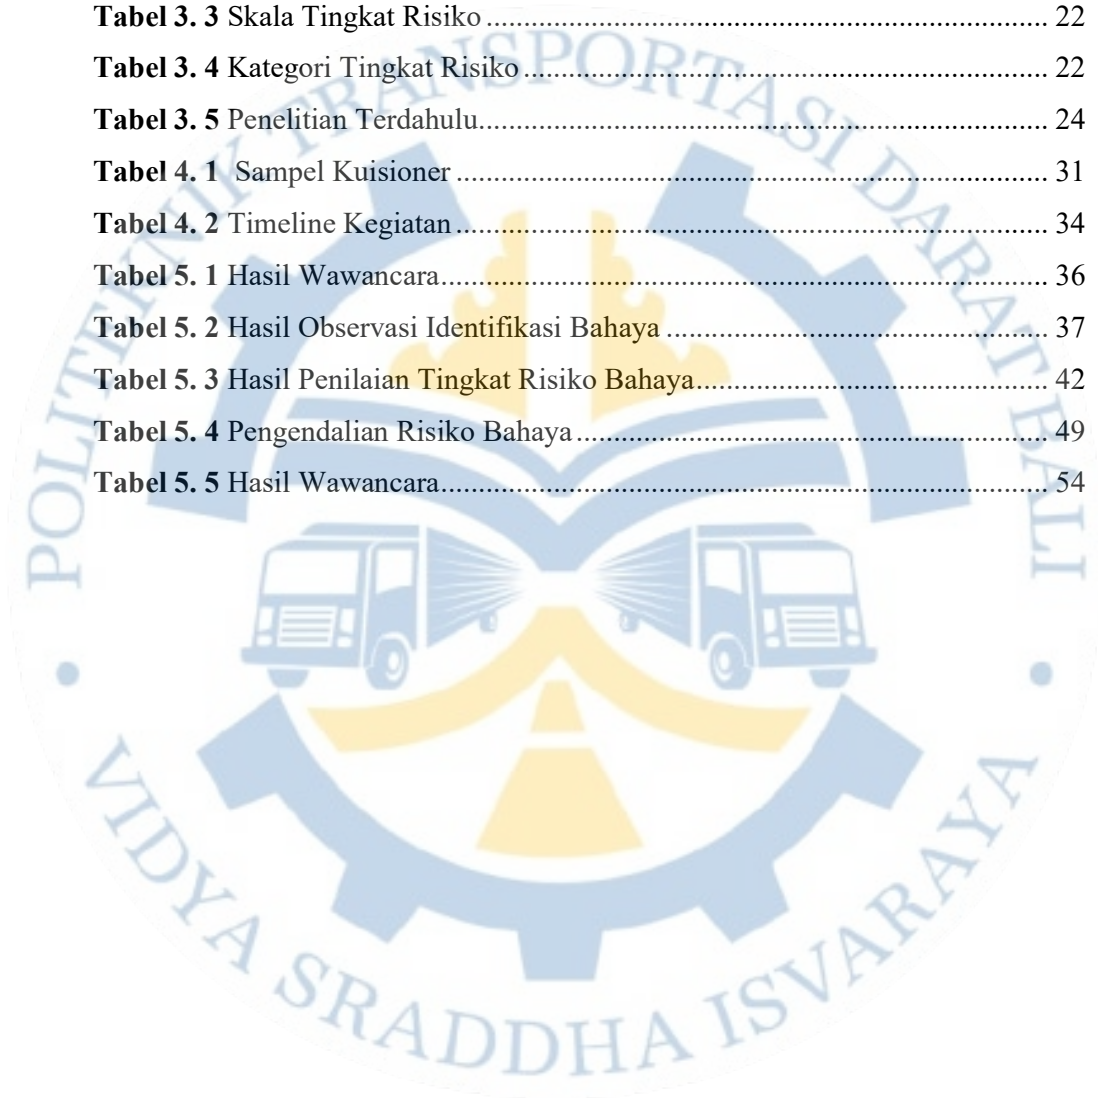 Tabel 3. 3 Skala Tingkat Risiko........................................................................ 22
Tabel 3. 4 Kategori Tingkat Risiko................................................................... 22
Tabel 3. 5 Penelitian Terdahulu........................................................................ 24
Tabel 4. 1 Sampel Kuisioner............................................................................ 31
Tabel 4. 2 Timeline Kegiatan............................................................................ 34
Tabel 5. 1 Hasil Wawancara.............................................................................. 36
Tabel 5. 2 Hasil Observasi Identifikasi Bahaya................................................. 37
Tabel 5. 3 Hasil Penilaian Tingkat Risiko Bahaya............................................. 42
Tabel 5. 4 Pengendalian Risiko Bahaya............................................................ 49
Tabel 5. 5 Hasil Wawancara.............................................................................. 54
POLITEKNIK TRANSPORTASI DARAT BALI
• VIDYA SRADDHA ISVARAYA •